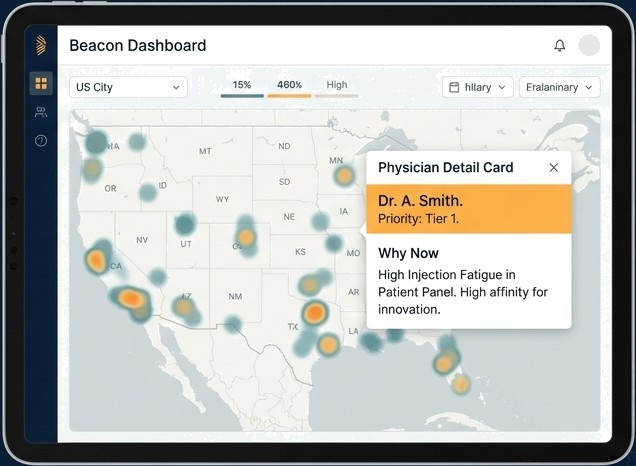 Beacon Dashboard
US City
15%
460%
High
hllary
Eralaninary
WA
MT
ND
MN
OR
ID
SD
WY
IA
NV
UT
NE
CA
KS
MO
NM
AR
TX
LA
Physician Detail Card
Dr. A. Smith.
Priority: Tier 1.
Why Now
High Injection Fatigue in
Patient Panel. High affinity for
innovation.